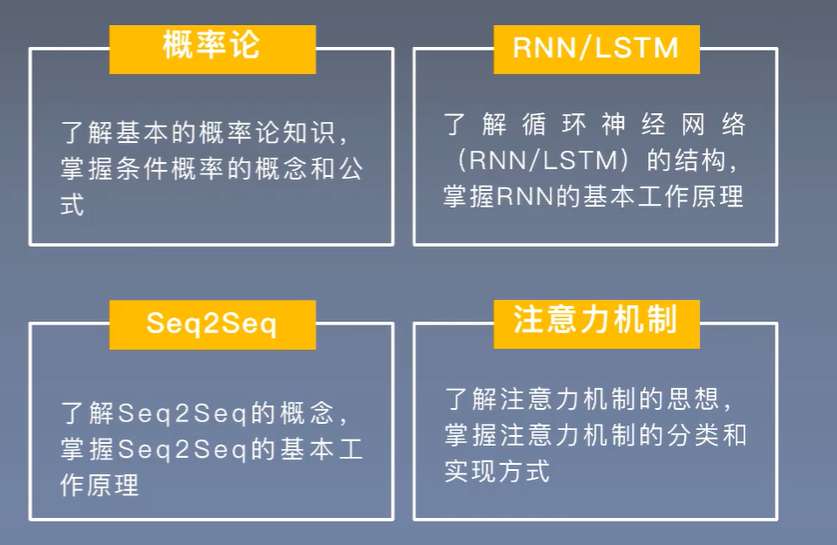 概率论
了解基本的概率论知识，
掌握条件概率的概念和公
式
RNN/LSTM
了解循环神经网络
（RNN/LSTM）的结构，
掌握RNN的基本工作原理
Seq2Seq
了解Seq2Seq的概念，
掌握Seq2Seq的基本工
作原理
注意力机制
了解注意力机制的思想，
掌握注意力机制的分类和
实现方式